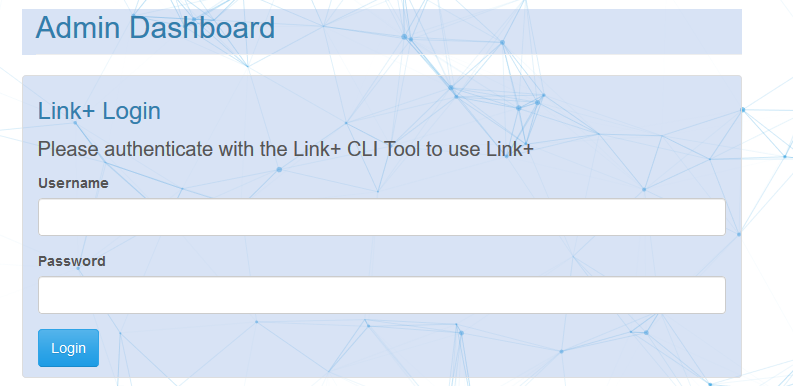 Admin Dashboard
Link+ Login
Please authenticate with the Link+ CLI Tool to use Link+
Username
Password
Login